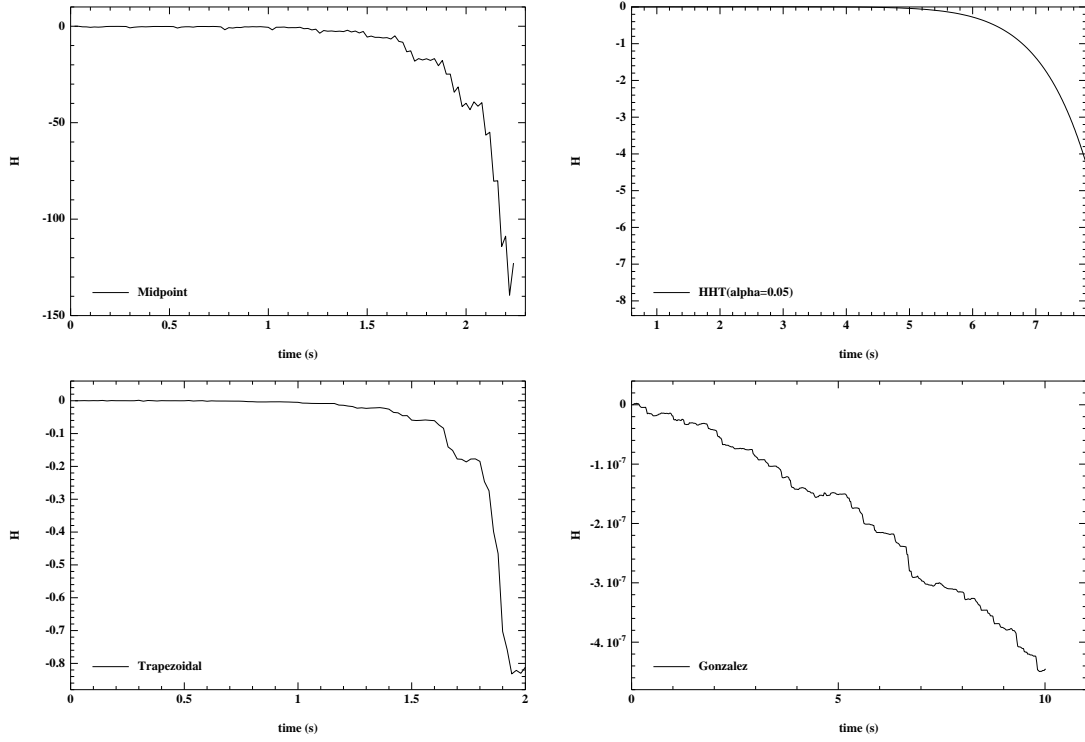 0
-50
-100
-150
H
Midpoint
0 0.5 1 1.5 2
time (s)
0
-1
-2
-3
-4
-5
-6
-7
-8
H
HHT(alpha=0.05)
1 2 3 4 5 6 7
time (s)
0
-0.1
-0.2
-0.3
-0.4
-0.5
-0.6
-0.7
-0.8
H
Trapezoidal
0 0.5 1 1.5 2
time (s)
0
-1. 10-7
-2. 10-7
-3. 10-7
-4. 10-7
H
Gonzalez
0 5 10
time (s)